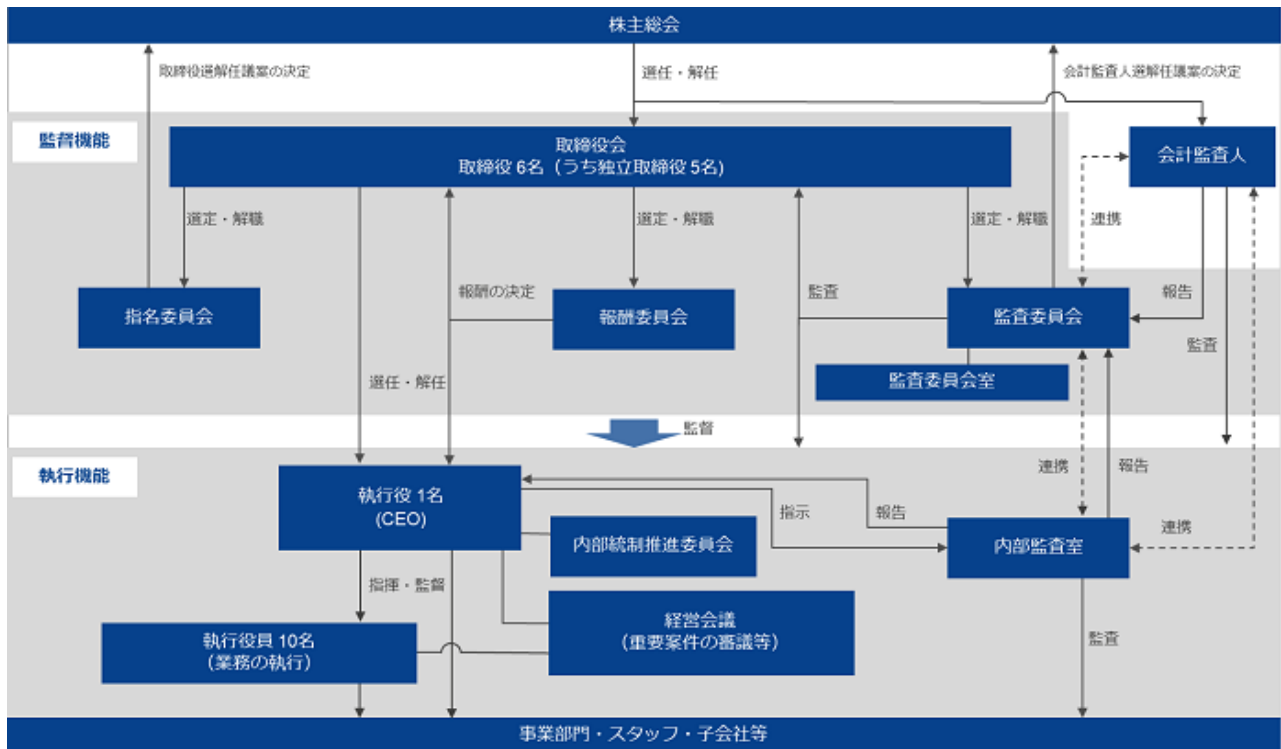 株主総会
取締役選解任議案の決定
選任・解任
会計監査人選解任議案の決定
監督機能
取締役会
取締役 6名（うち独立取締役 5名)
会計監査人
選定・解職
選定・解職
選定・解職
連携
報酬の決定
監査
報告
指名委員会
報酬委員会
監査委員会
監査
選任・解任
監査委員会室
監督
執行機能
連携
報告
執行役 1名
(CEO)
指示
報告
連携
内部統制推進委員会
内部監査室
指揮・監督
経営会議
（重要案件の審議等）
執行役員 10名
（業務の執行）
監査
事業部門・スタッフ・子会社等